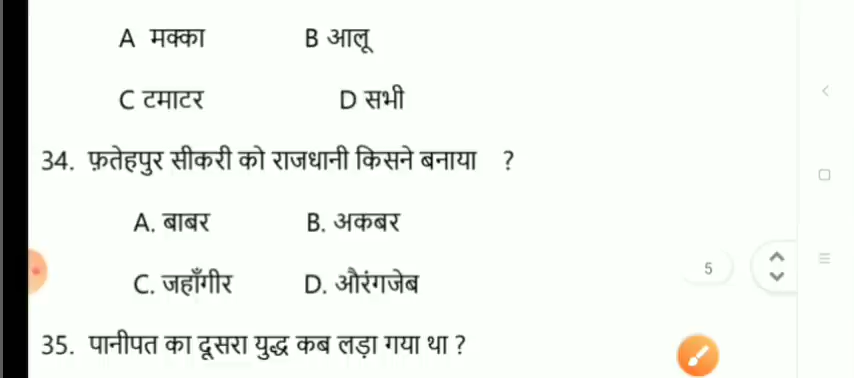 A मक्का B आलू
C टमाटर D सभी
34. फ़तेहपुर सीकरी को राजधानी किसने बनाया ?
A. बाबर B. अकबर
C. जहाँगीर D. औरंगजेब
5
35. पानीपत का दूसरा युद्ध कब लड़ा गया था ?